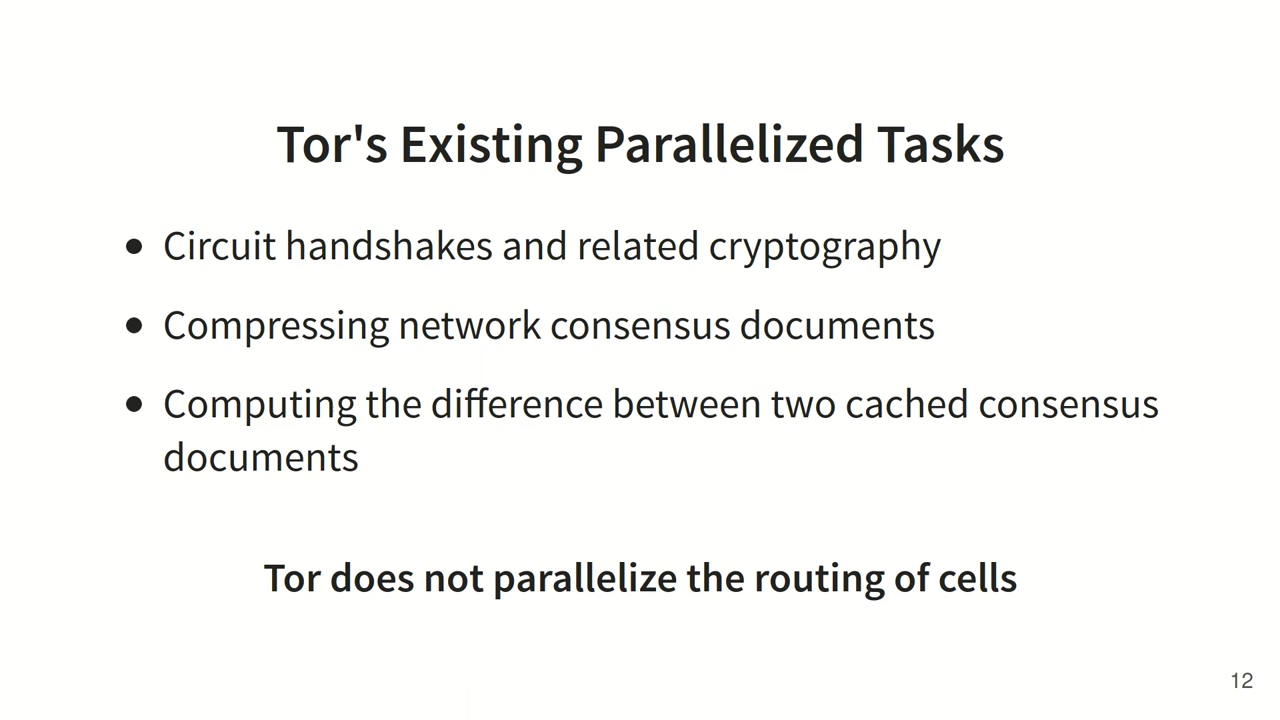 Tor's Existing Parallelized Tasks
• Circuit handshakes and related cryptography
• Compressing network consensus documents
• Computing the difference between two cached consensus
documents
Tor does not parallelize the routing of cells
12